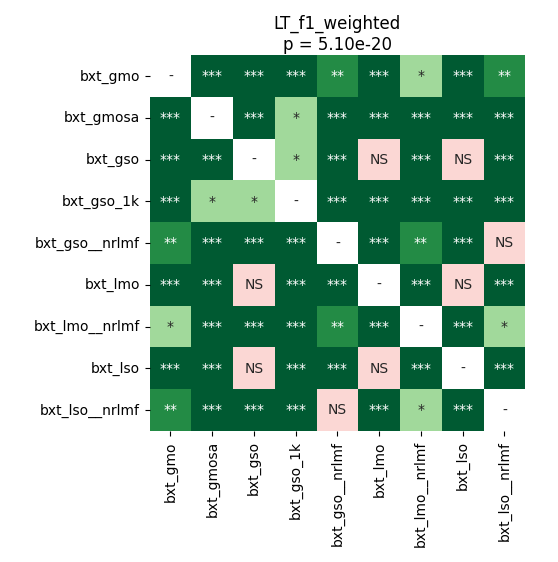 LT_f1_weighted
p = 5.10e-20
bxt_gmo - *** *** *** ** *** * *** **
bxt_gmosa *** - *** * *** *** *** *** ***
bxt_gso *** *** - * *** NS *** NS ***
bxt_gso_1k *** * * - *** *** *** *** ***
bxt_gso__nrlmf ** *** *** *** - *** ** *** NS
bxt_lmo *** *** NS *** *** - *** NS ***
bxt_lmo__nrlmf * *** *** *** ** *** - *** *
bxt_lso *** *** NS *** *** NS *** - ***
bxt_lso__nrlmf ** *** *** *** NS *** * *** -
bxt_gmo
bxt_gmosa
bxt_gso
bxt_gso_1k
bxt_gso__nrlmf
bxt_lmo
bxt_lmo__nrlmf
bxt_lso
bxt_lso__nrlmf